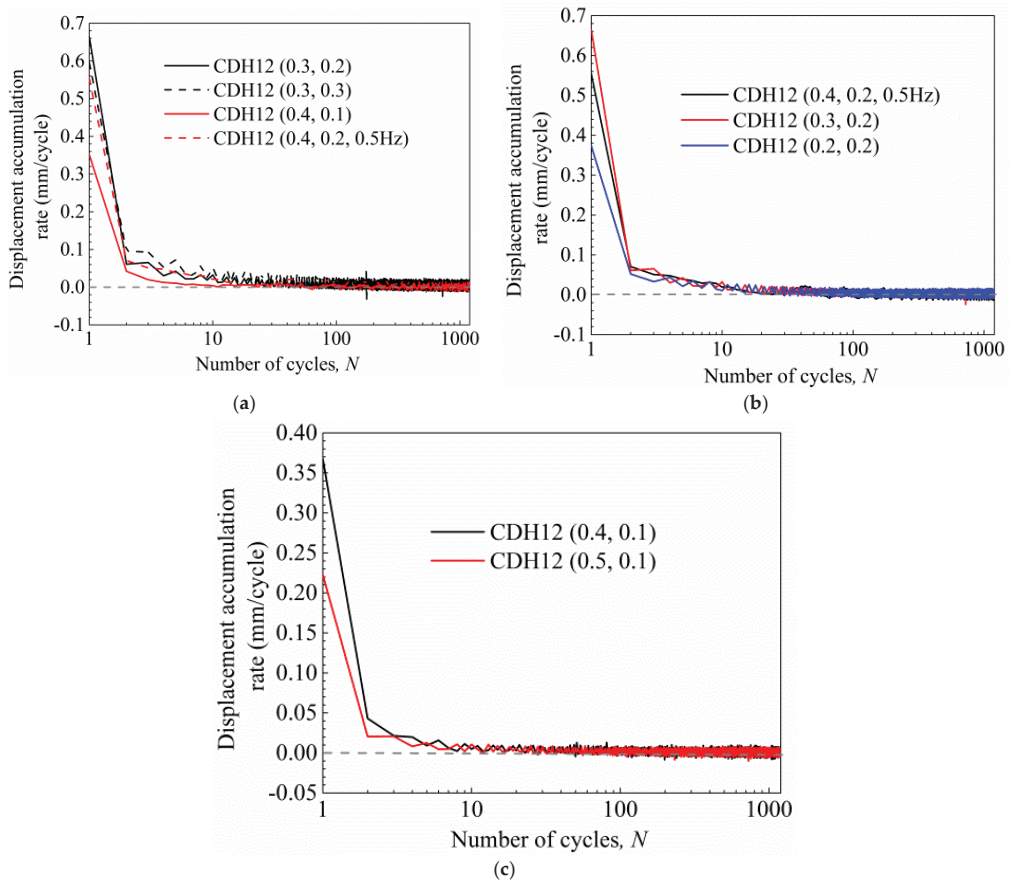 0.7
0.6
0.5
0.4
0.3
0.2
0.1
0.0
-0.1
Displacement accumulation
rate (mm/cycle)
CDH12 (0.3, 0.2)
CDH12 (0.3, 0.3)
CDH12 (0.4, 0.1)
CDH12 (0.4, 0.2, 0.5Hz)
1
10
100
1000
Number of cycles, N
(a)
0.7
0.6
0.5
0.4
0.3
0.2
0.1
0.0
-0.1
Displacement accumulation
rate (mm/cycle)
CDH12 (0.4, 0.2, 0.5Hz)
CDH12 (0.3, 0.2)
CDH12 (0.2, 0.2)
1
10
100
1000
Number of cycles, N
(b)
0.40
0.35
0.30
0.25
0.20
0.15
0.10
0.05
0.00
-0.05
Displacement accumulation
rate (mm/cycle)
CDH12 (0.4, 0.1)
CDH12 (0.5, 0.1)
1
10
100
1000
Number of cycles, N
(c)